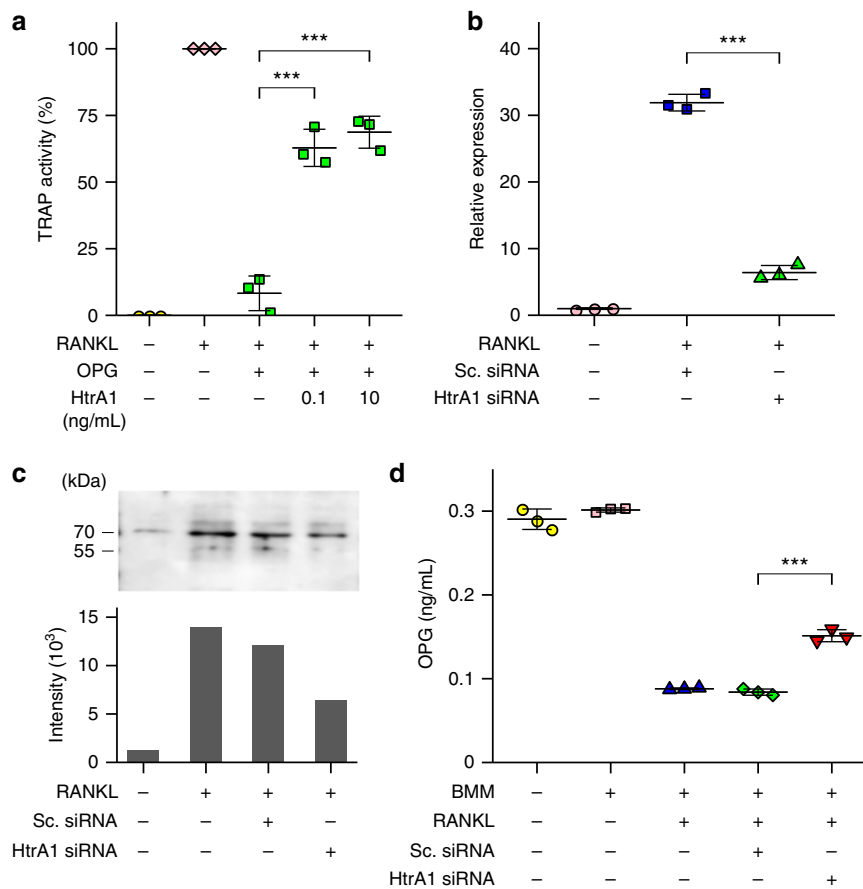 a
TRAP activity (%)
100
75
50
25
0
*** ***
RANKL – + + + +
OPG – – + + +
HtrA1 – – – 0.1 10
(ng/mL)
b
Relative expression
40
30
20
10
0
***
RANKL – + +
Sc. siRNA – + –
HtrA1 siRNA – – +
c
(kDa)
70
55
Intensity (10³)
15
10
5
0
RANKL – + + +
Sc. siRNA – – + –
HtrA1 siRNA – – – +
d
OPG (ng/mL)
0.3
0.2
0.1
0
***
BMM – + + + +
RANKL – – + + +
Sc. siRNA – – – + –
HtrA1 siRNA – – – – +